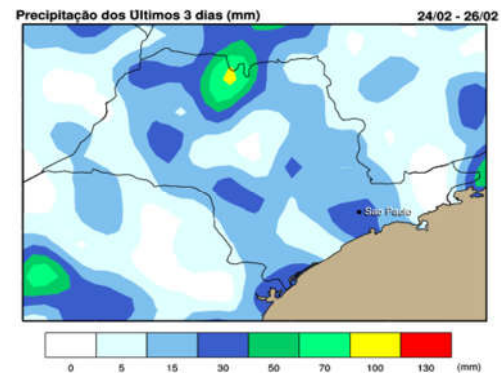 Precipitação dos Últimos 3 dias (mm) 24/02 - 26/02
São Paulo
0 5 15 30 50 70 100 130 (mm)